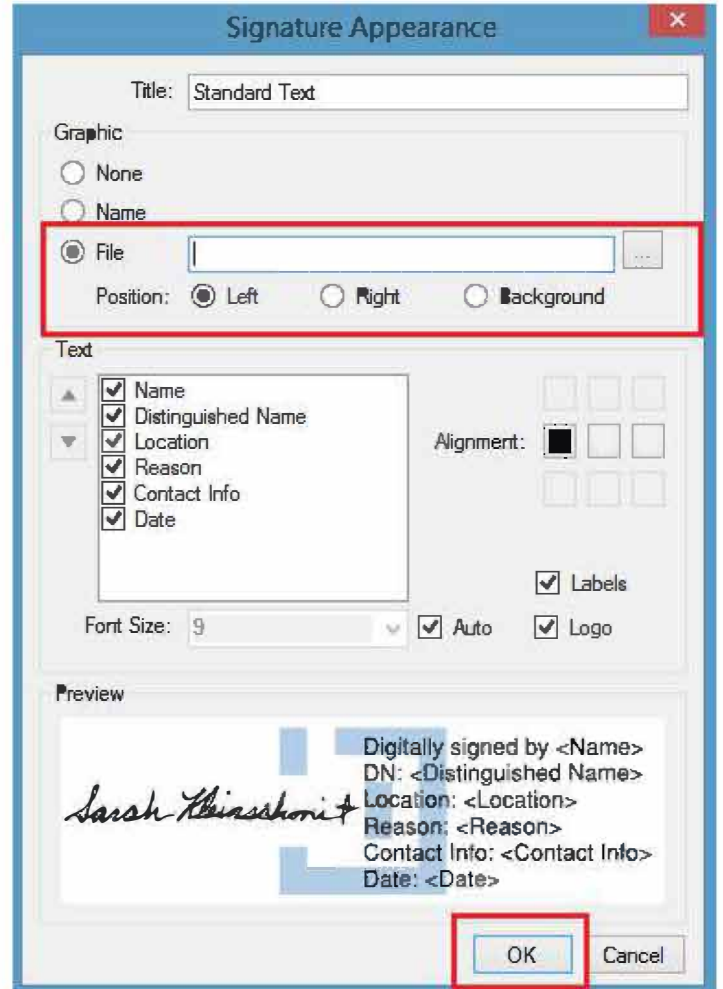 Signature Appearance
Title: Standard Text
Graphic
None
Name
File ...
Position: Left Right Background
Text
Name
Distinguished Name
Location
Reason
Contact Info
Date
Alignment:
Labels
Font Size: 9 Auto Logo
Preview
Sarah
Digitally signed by <Name>
DN: <Distinguished Name>
Location: <Location>
Reason: <Reason>
Contact Info: <Contact Info>
Date: <Date>
OK Cancel